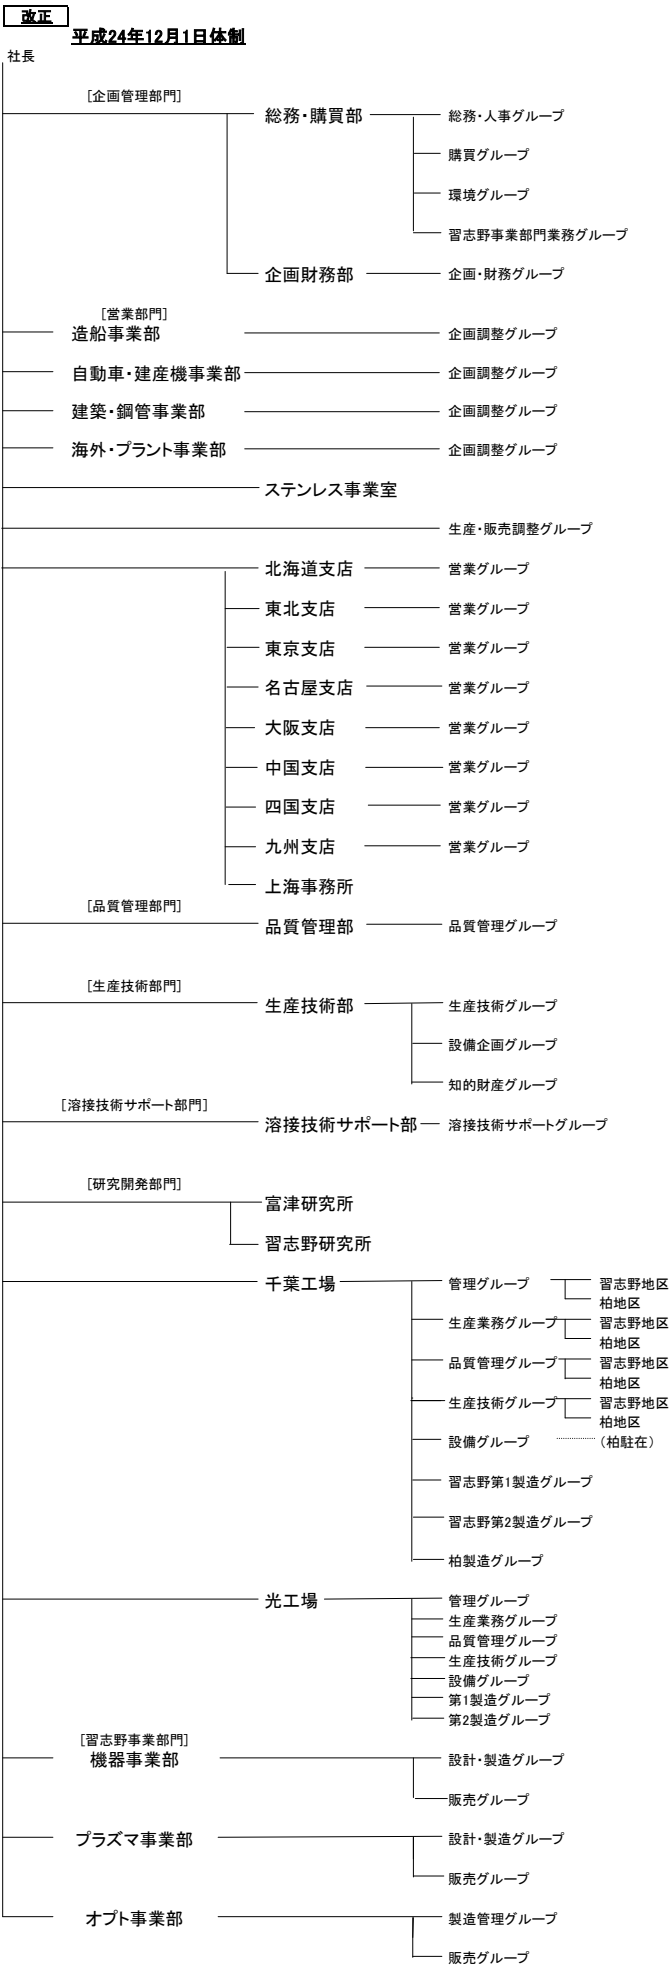 改正
平成24年12月1日体制
社長
[企画管理部門]
総務・購買部 総務・人事グループ
購買グループ
環境グループ
習志野事業部門業務グループ
企画財務部 企画・財務グループ
[営業部門]
造船事業部 企画調整グループ
自動車・建産機事業部 企画調整グループ
建築・鋼管事業部 企画調整グループ
海外・プラント事業部 企画調整グループ
ステンレス事業室
生産・販売調整グループ
北海道支店 営業グループ
東北支店 営業グループ
東京支店 営業グループ
名古屋支店 営業グループ
大阪支店 営業グループ
中国支店 営業グループ
四国支店 営業グループ
九州支店 営業グループ
上海事務所
[品質管理部門]
品質管理部 品質管理グループ
[生産技術部門]
生産技術部 生産技術グループ
設備企画グループ
知的財産グループ
[溶接技術サポート部門]
溶接技術サポート部 溶接技術サポートグループ
[研究開発部門]
富津研究所
習志野研究所
千葉工場 管理グループ 習志野地区
柏地区
生産業務グループ 習志野地区
柏地区
品質管理グループ 習志野地区
柏地区
生産技術グループ 習志野地区
柏地区
設備グループ (柏駐在)
習志野第1製造グループ
習志野第2製造グループ
柏製造グループ
光工場 管理グループ
生産業務グループ
品質管理グループ
生産技術グループ
設備グループ
第1製造グループ
第2製造グループ
[習志野事業部門]
機器事業部 設計・製造グループ
販売グループ
プラズマ事業部 設計・製造グループ
販売グループ
オプト事業部 製造管理グループ
販売グループ